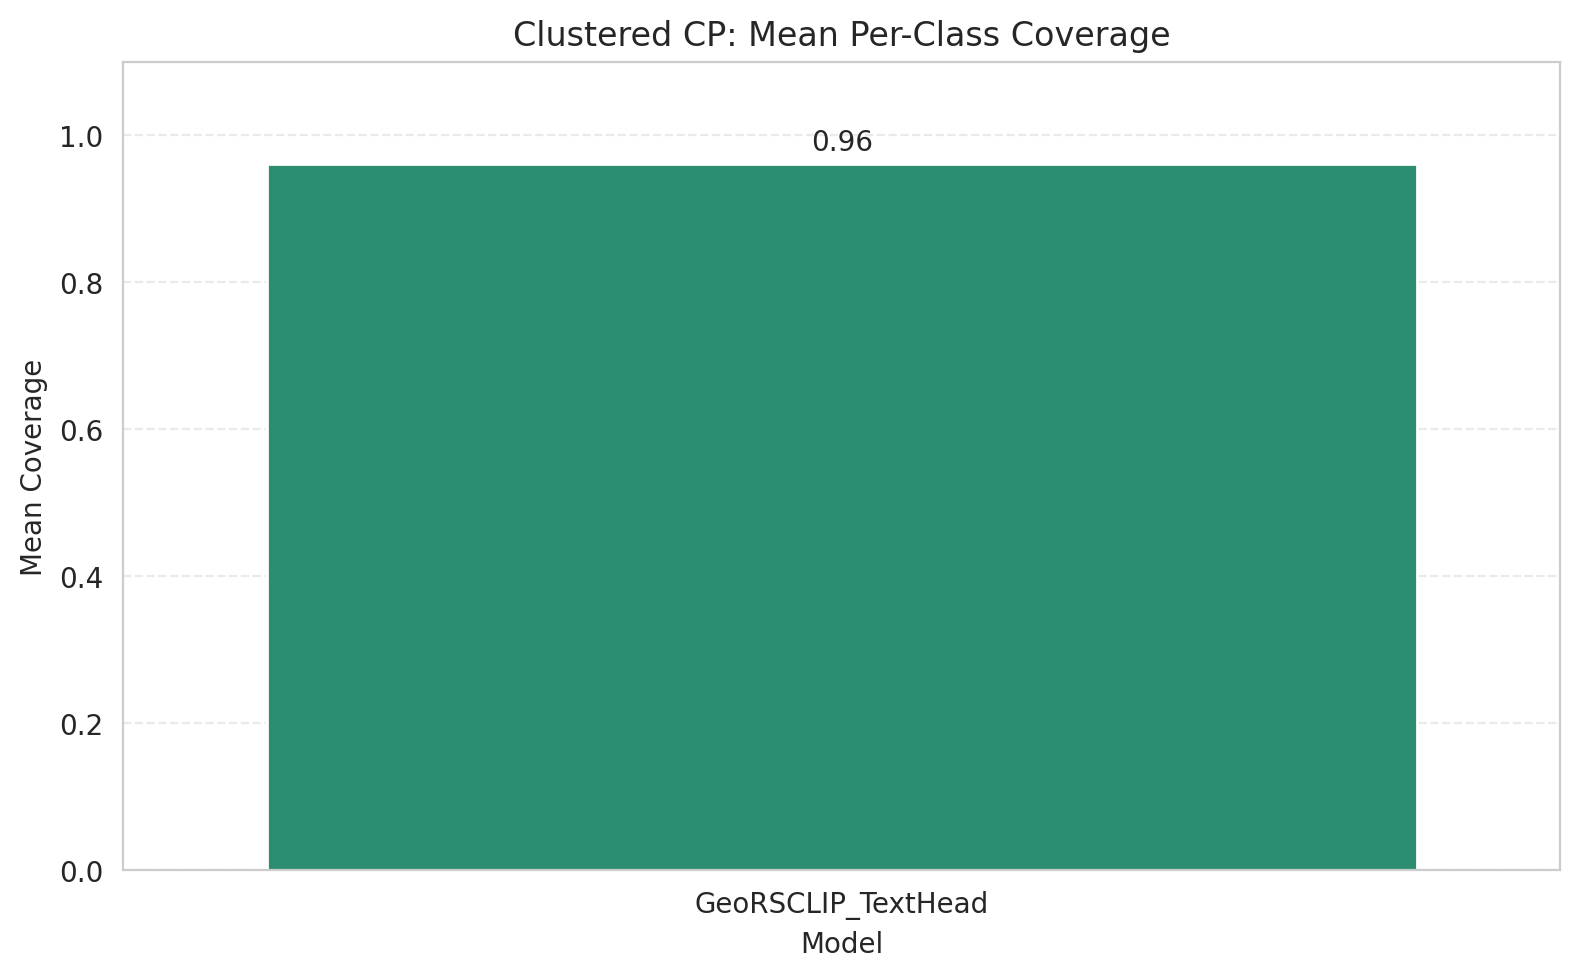 Clustered CP: Mean Per-Class Coverage
1.0
0.8
0.6
0.4
0.2
0.0
Mean Coverage
0.96
GeoRSCLIP_TextHead
Model